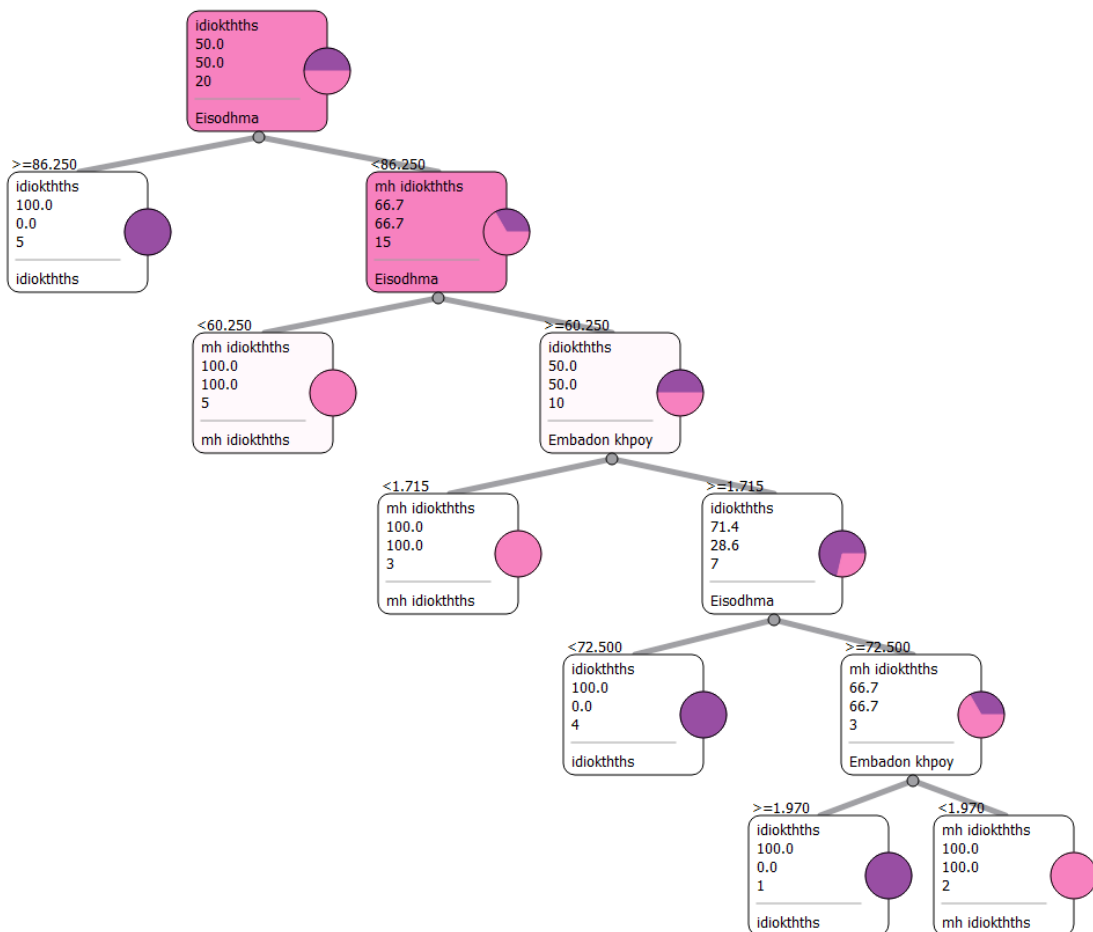 idiokthths
50.0
50.0
20
Eisodhma
>=86.250
idiokthths
100.0
0.0
5
idiokthths
<86.250
mh idiokthths
66.7
66.7
15
Eisodhma
<60.250
mh idiokthths
100.0
100.0
5
mh idiokthths
>=60.250
idiokthths
50.0
50.0
10
Embadon khpoy
<1.715
mh idiokthths
100.0
100.0
3
mh idiokthths
>=1.715
idiokthths
71.4
28.6
7
Eisodhma
<72.500
idiokthths
100.0
0.0
4
idiokthths
>=72.500
mh idiokthths
66.7
66.7
3
Embadon khpoy
>=1.970
idiokthths
100.0
0.0
1
idiokthths
<1.970
mh idiokthths
100.0
100.0
2
mh idiokthths